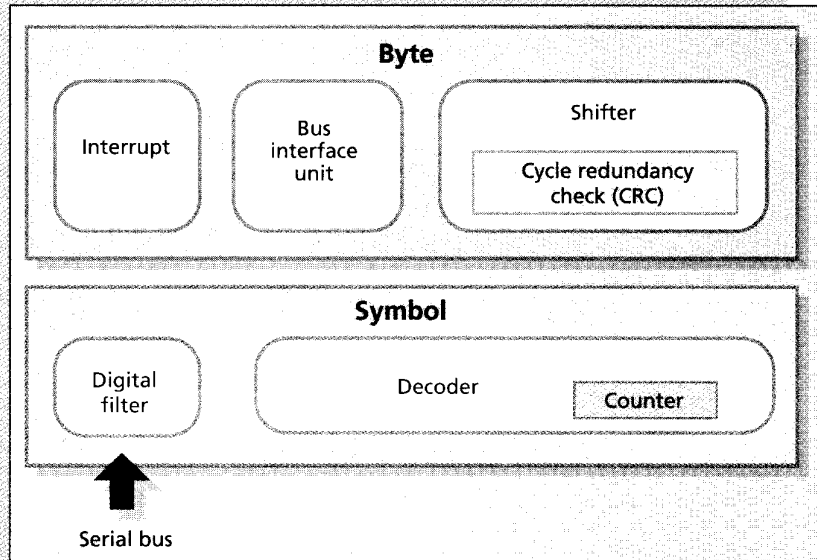 Byte
Interrupt
Bus
interface
unit
Shifter
Cycle redundancy
check (CRC)
Symbol
Digital
filter
Decoder
Counter
Serial bus